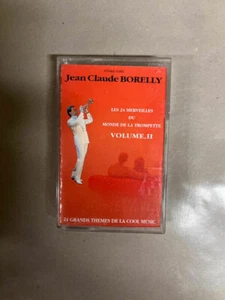 Jean Claude BORELLY
LES 24 MERVEILLES
DU
MONDE DE LA TROMPETTE
VOLUME.II
24 GRANDS THEMES DE LA COOL MUSIC